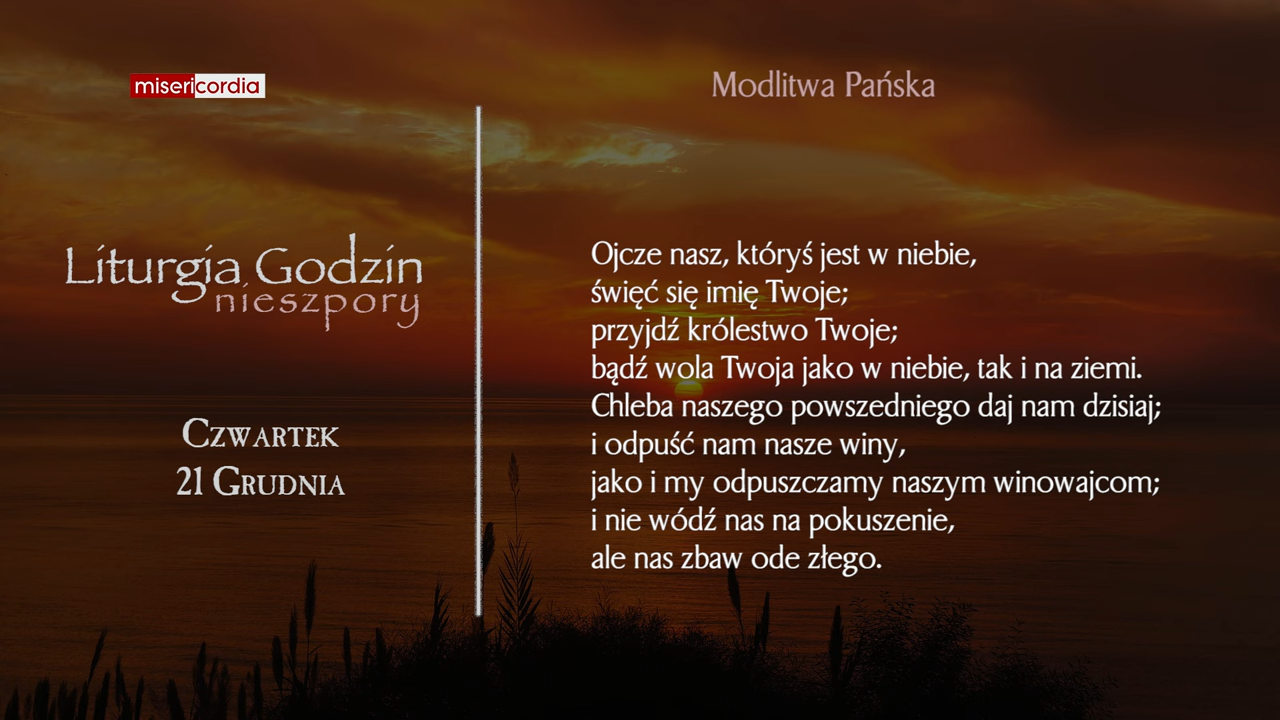 misericordia
Liturgia Godzin
nieszpory
Czwartek
21 Grudnia
Modlitwa Pańska
Ojcze nasz, któryś jest w niebie,
święć się imię Twoje;
przyjdź królestwo Twoje;
bądź wola Twoja jako w niebie, tak i na ziemi.
Chleba naszego powszedniego daj nam dzisiaj;
i odpuść nam nasze winy,
jako i my odpuszczamy naszym winowajcom;
i nie wódź nas na pokuszenie,
ale nas zbaw ode złego.